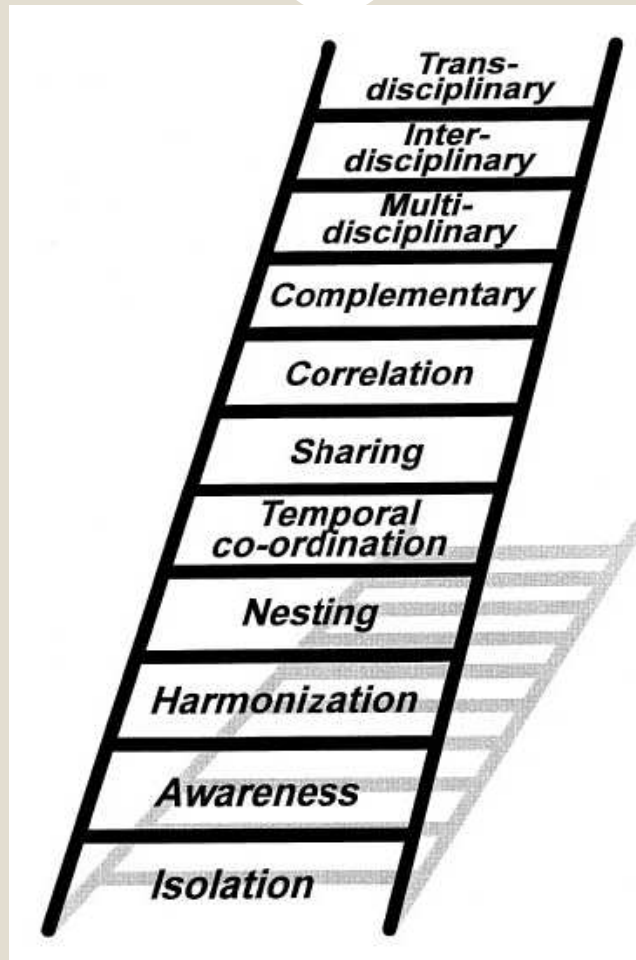 Trans-
disciplinary
Inter-
disciplinary
Multi-
disciplinary
Complementary
Correlation
Sharing
Temporal
co-ordination
Nesting
Harmonization
Awareness
Isolation